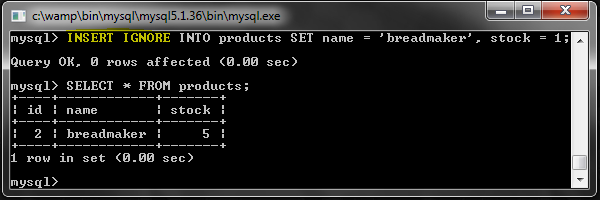 c:\wamp\bin\mysql\mysql5.1.36\bin\mysql.exe
mysql> INSERT IGNORE INTO products SET name = 'breadmaker', stock = 1;
Query OK, 0 rows affected (0.00 sec)
mysql> SELECT * FROM products;
+----+------------+-------+
¦ id ¦ name       ¦ stock ¦
+----+------------+-------+
¦  2 ¦ breadmaker ¦     5 ¦
+----+------------+-------+
1 row in set (0.00 sec)
mysql>